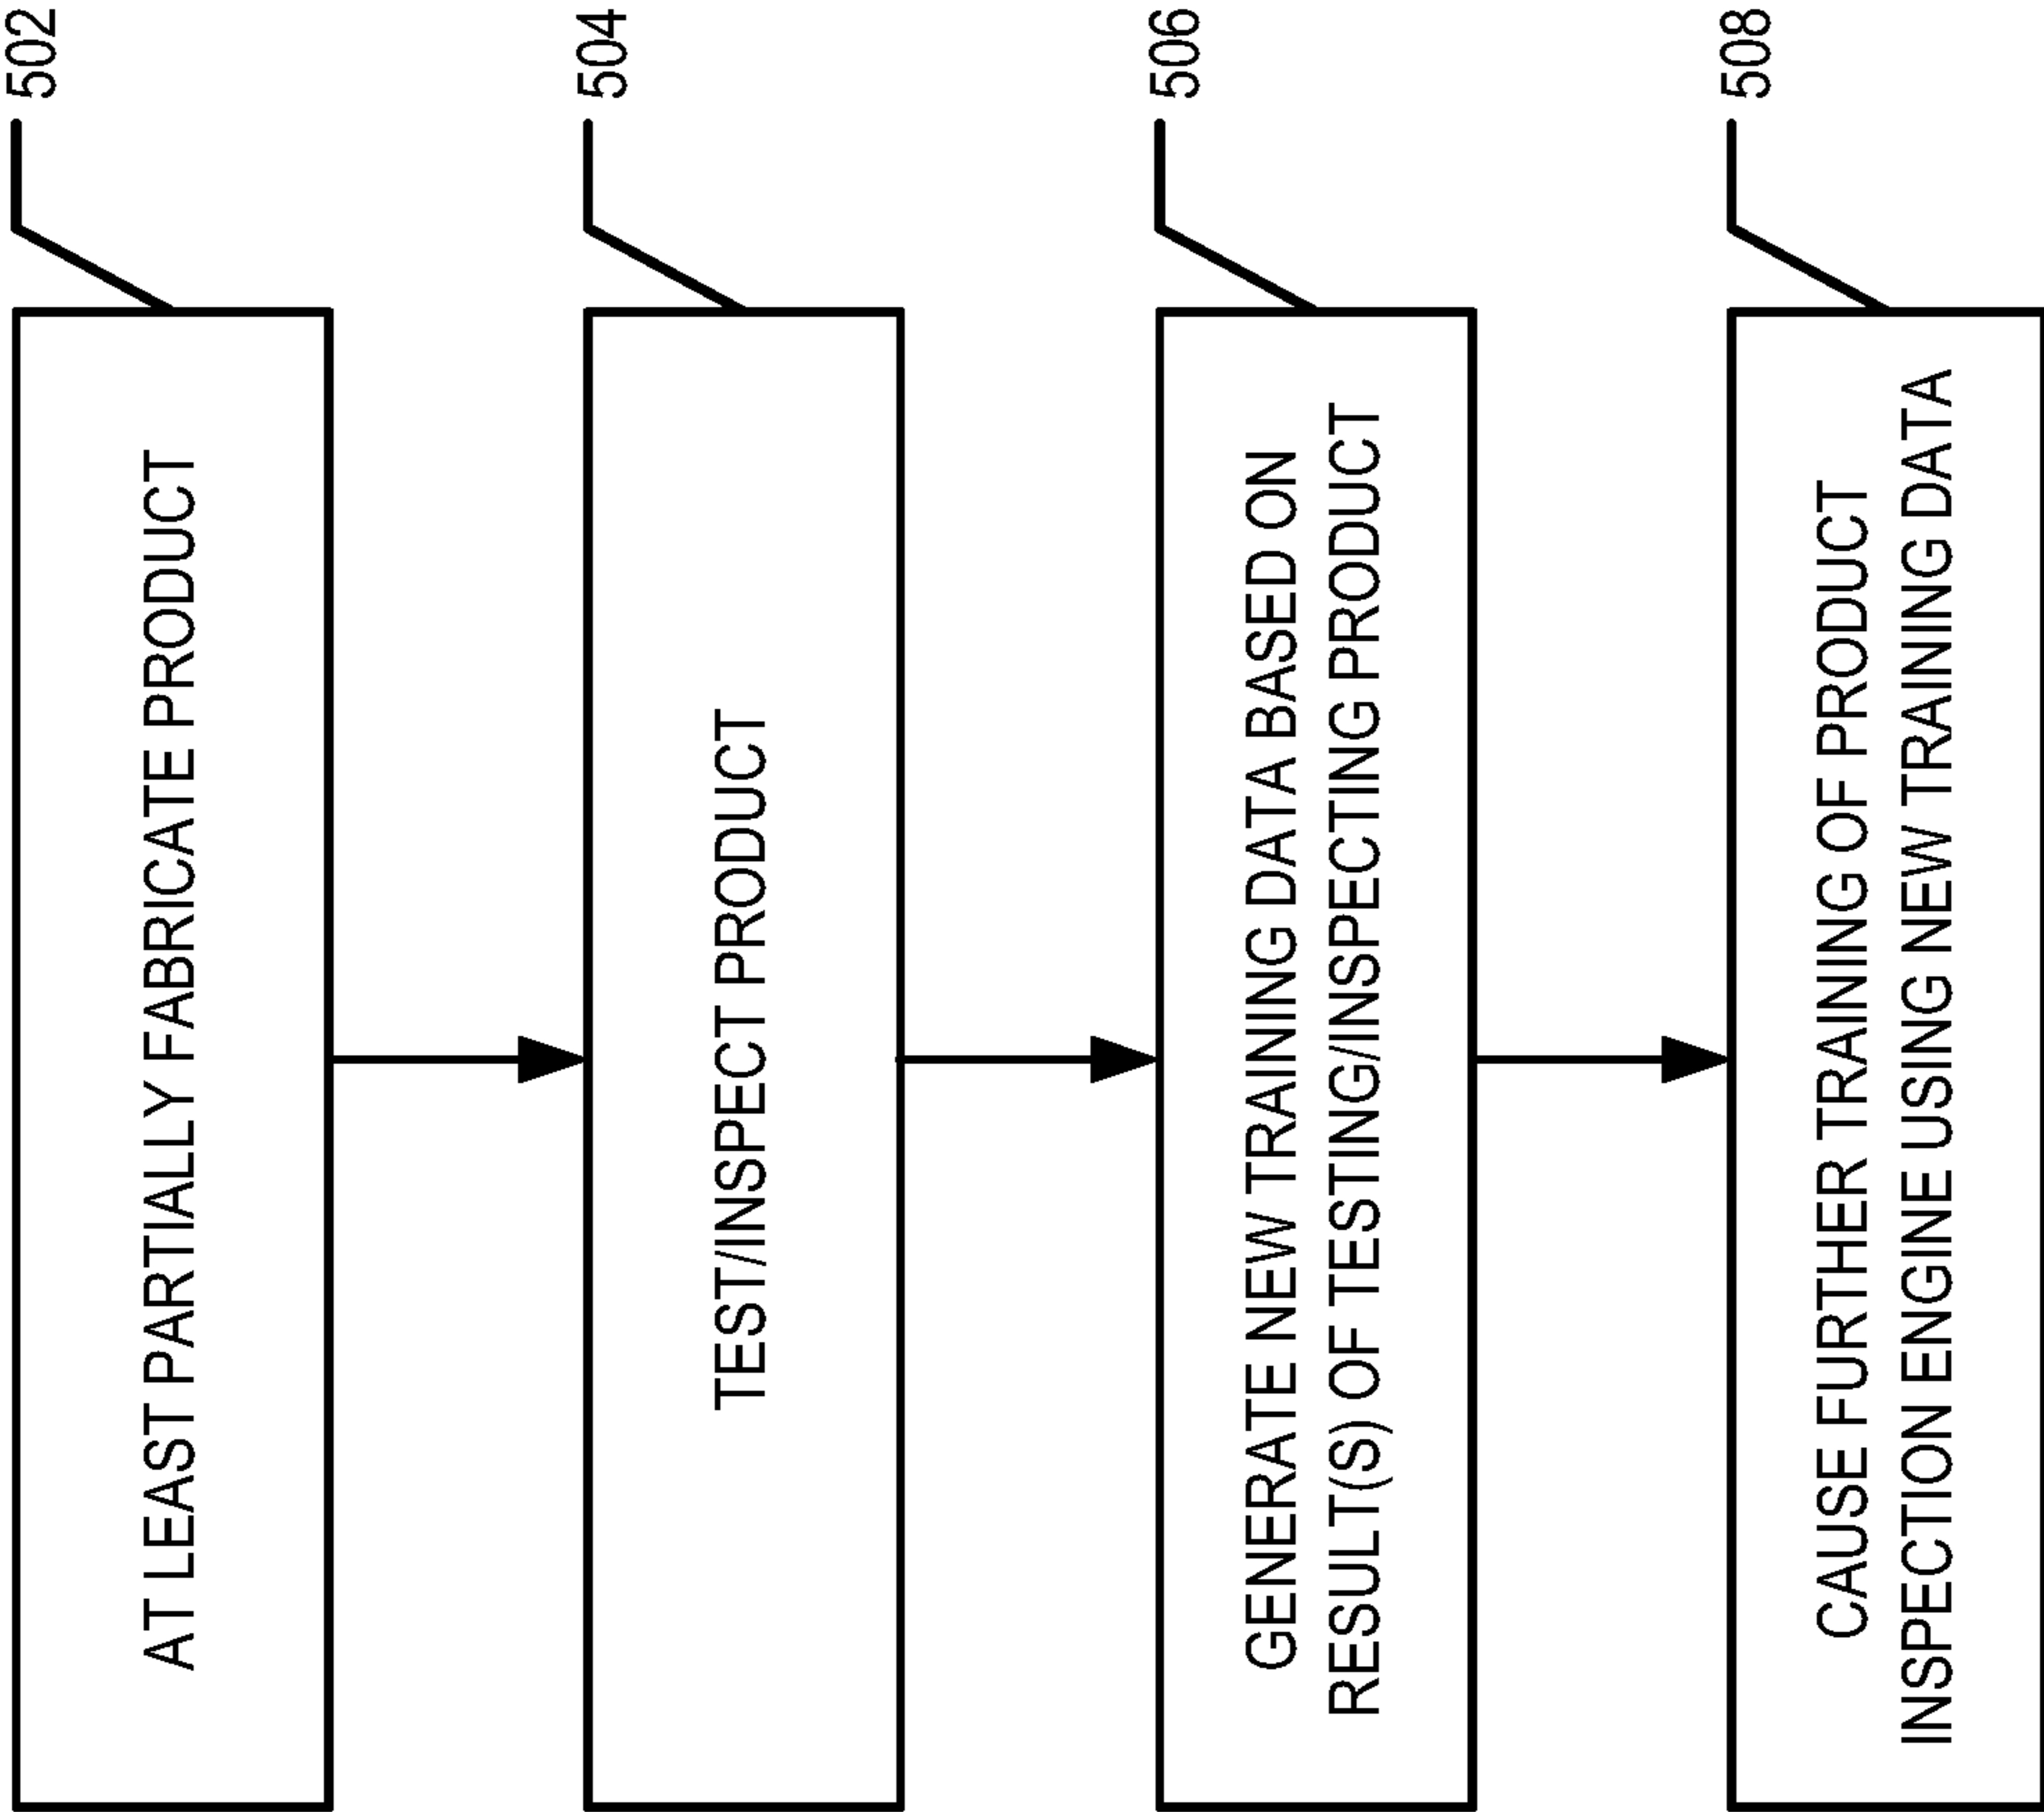 502
AT LEAST PARTIALLY FABRICATE PRODUCT
504
TEST/INSPECT PRODUCT
506
GENERATE NEW TRAINING DATA BASED ON
RESULT(S) OF TESTING/INSPECTING PRODUCT
508
CAUSE FURTHER TRAINING OF PRODUCT
INSPECTION ENGINE USING NEW TRAINING DATA